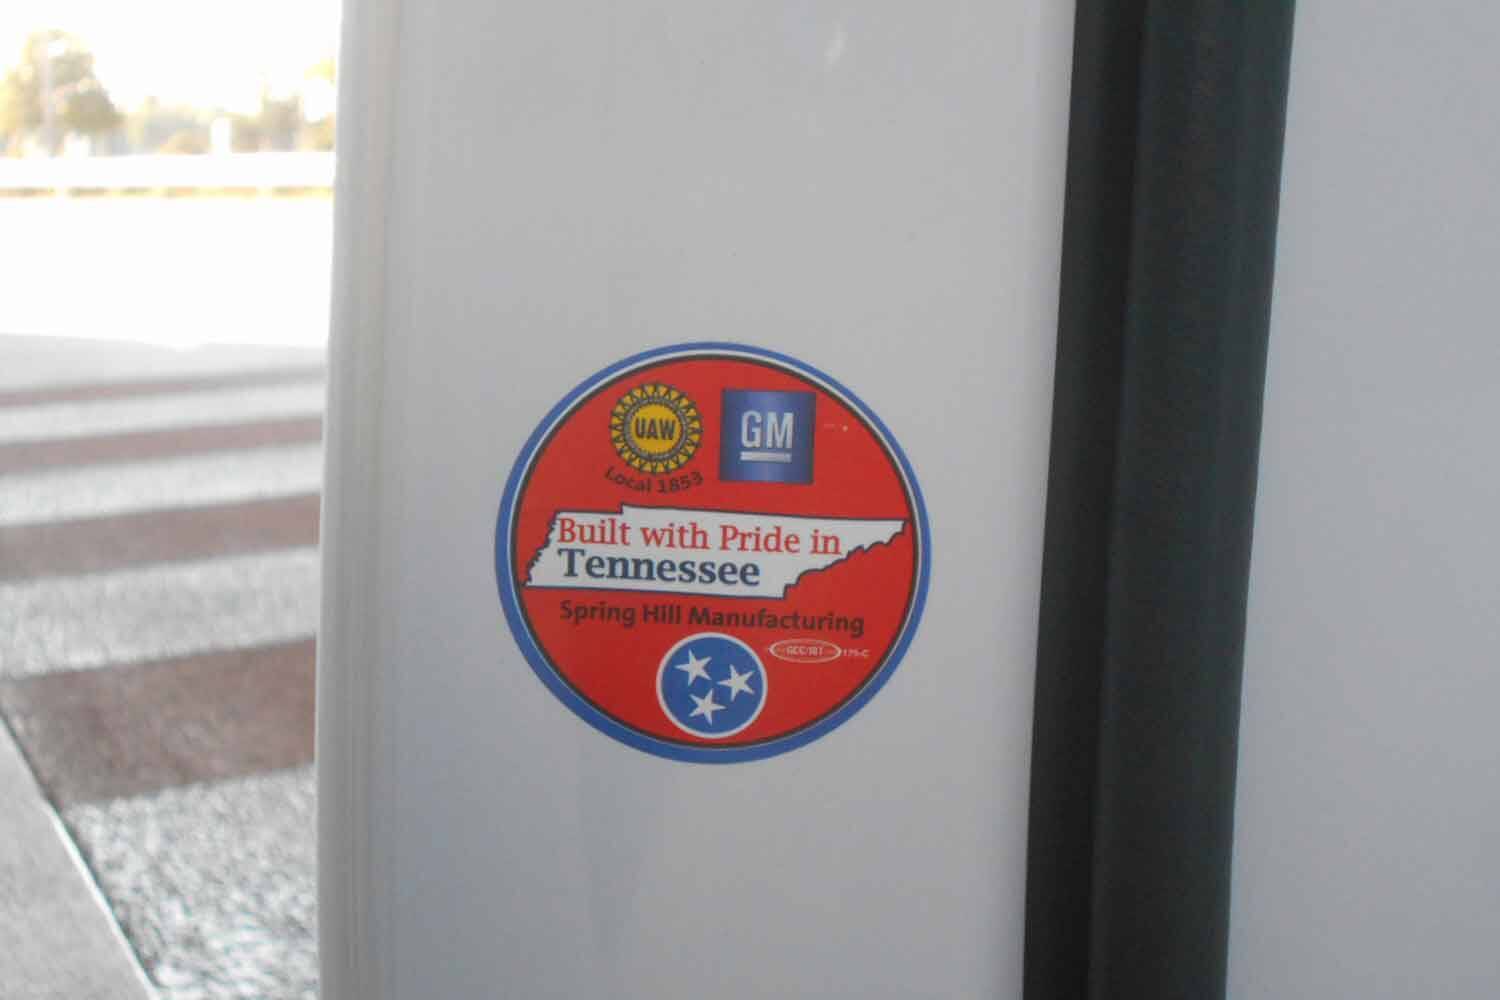 UAW
GM
Local 1853
Built with Pride in
Tennessee
Spring Hill Manufacturing